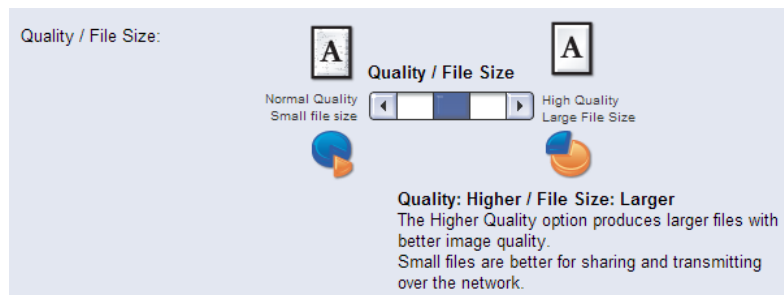 Quality / File Size:
A
A
Quality / File Size
Normal Quality
Small file size
High Quality
Large File Size
Quality: Higher / File Size: Larger
The Higher Quality option produces larger files with
better image quality.
Small files are better for sharing and transmitting
over the network.